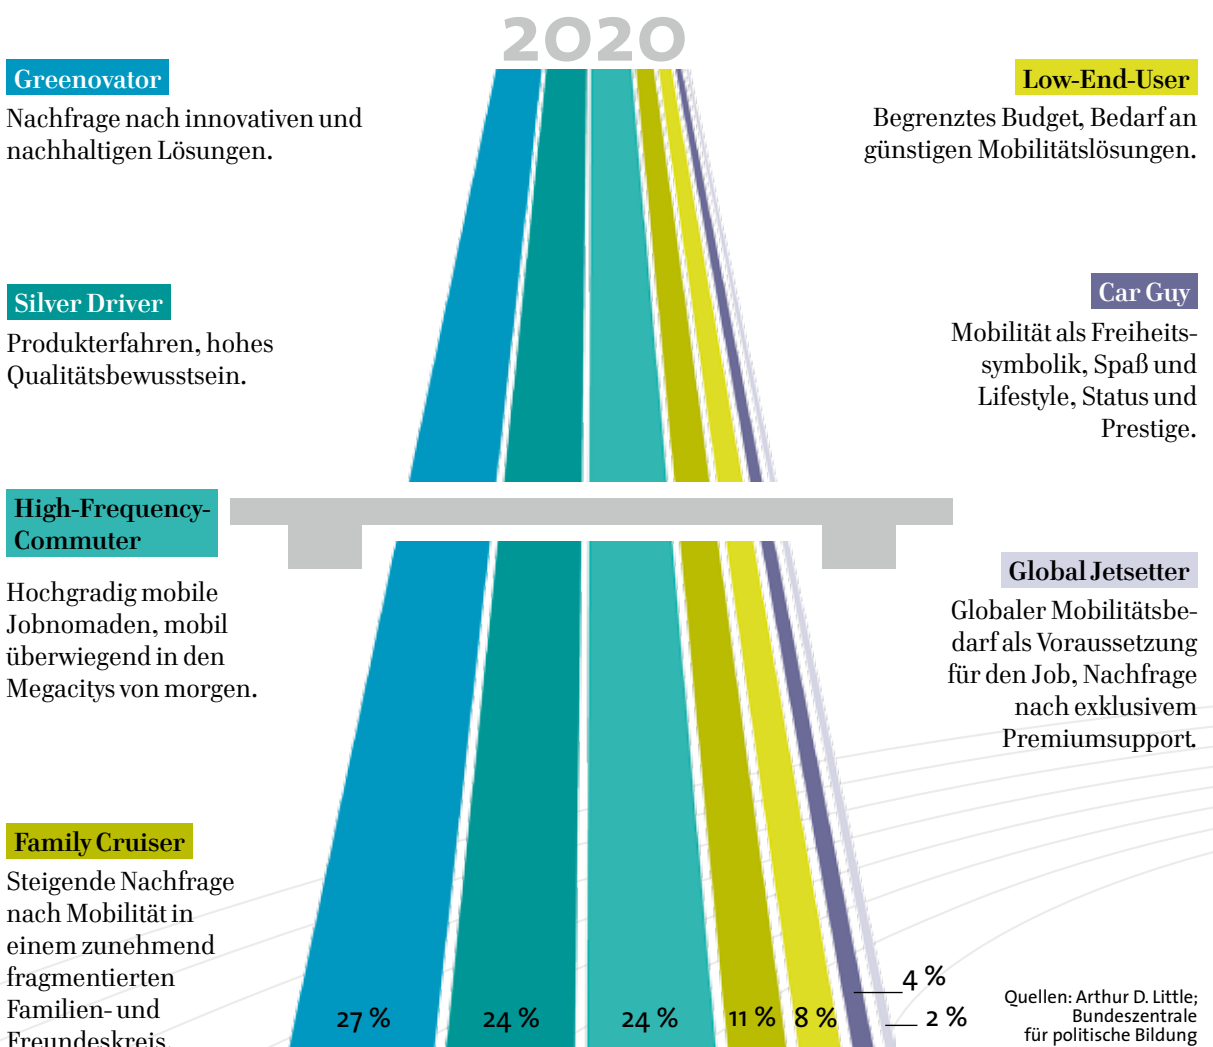 2020
Greenovator
Nachfrage nach innovativen und
nachhaltigen Lösungen.
Silver Driver
Produkterfahren, hohes
Qualitätsbewusstsein.
High-Frequency-
Commuter
Hochgradig mobile
Jobnomaden, mobil
überwiegend in den
Megacitys von morgen.
Family Cruiser
Steigende Nachfrage
nach Mobilität in
einem zunehmend
fragmentierten
Familien- und
Freundeskreis.
Low-End-User
Begrenztes Budget, Bedarf an
günstigen Mobilitätslösungen.
Car Guy
Mobilität als Freiheits-
symbolik, Spaß und
Lifestyle, Status und
Prestige.
Global Jetsetter
Globaler Mobilitätsbe-
darf als Voraussetzung
für den Job, Nachfrage
nach exklusivem
Premiumsupport.
27 %
24 %
24 %
11 %
8 %
4 %
2 %
Quellen: Arthur D. Little;
Bundeszentrale
für politische Bildung